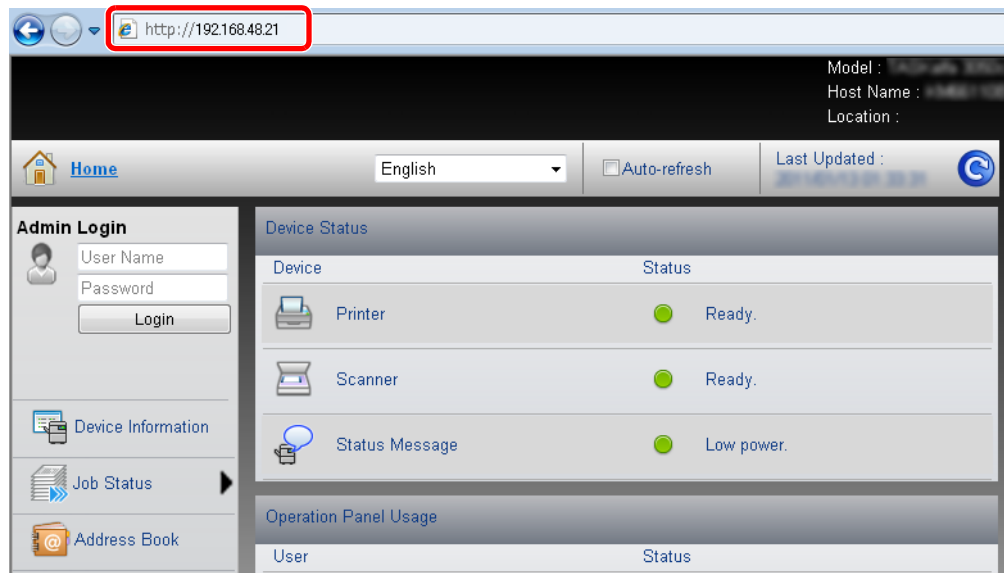 http://192.168.48.21
Model :
Host Name :
Location :
Home
English
Auto-refresh
Last Updated :
Admin Login
User Name
Password
Login
Device Information
Job Status
Address Book
Device Status
Device Status
Printer Ready.
Scanner Ready.
Status Message Low power.
Operation Panel Usage
User Status